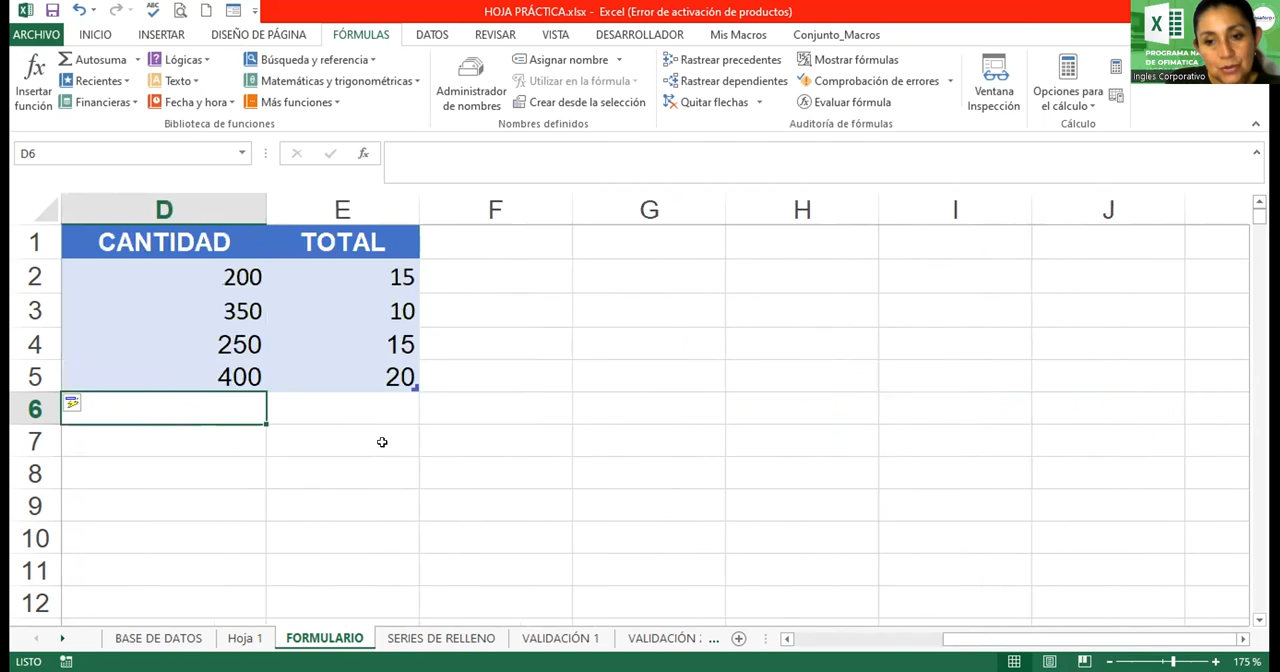 HOJA PRÁCTICA.xlsx - Excel (Error de activación de productos)
ARCHIVO INICIO INSERTAR DISEÑO DE PÁGINA FÓRMULAS DATOS REVISAR VISTA DESARROLLADOR Mis Macros Conjunto_Macros
PROGRAMA
DE OFIMÁTICA
Ingles Corporativo
fx Insertar función
Autosuma
Recientes
Financieras
Lógicas
Texto
Fecha y hora
Búsqueda y referencia
Matemáticas y trigonométricas
Más funciones
Biblioteca de funciones
Administrador de nombres
Asignar nombre
Utilizar en la fórmula
Crear desde la selección
Nombres definidos
Rastrear precedentes
Rastrear dependientes
Quitar flechas
Mostrar fórmulas
Comprobación de errores
Evaluar fórmula
Auditoría de fórmulas
Ventana Inspección
Opciones para el cálculo
Cálculo
D6 fx
D E F G H I J
1 CANTIDAD TOTAL
2 200 15
3 350 10
4 250 15
5 400 20
6
7
8
9
10
11
12
BASE DE DATOS Hoja 1 FORMULARIO SERIES DE RELLENO VALIDACIÓN 1 VALIDACIÓN ...
LISTO 175 %